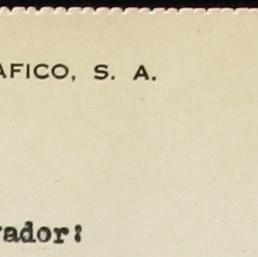 AFICO, S. A.
vador: